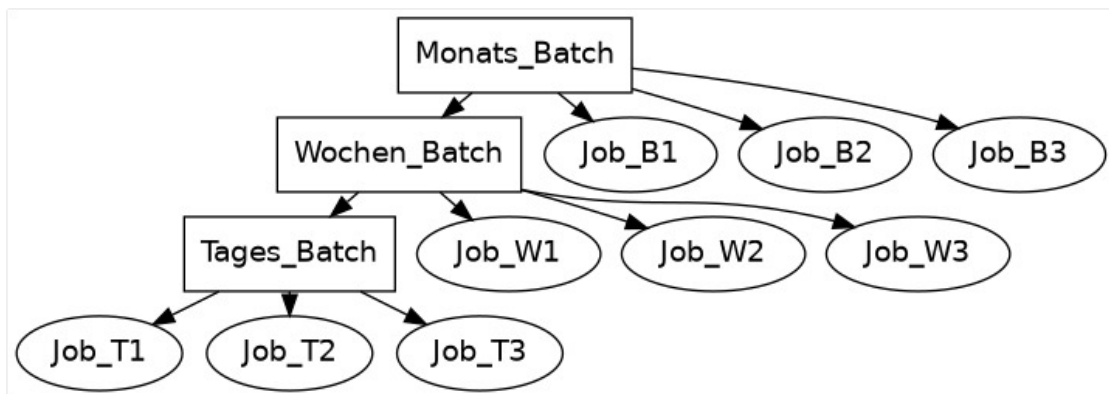 Monats_Batch
Wochen_Batch
Job_B1
Job_B2
Job_B3
Tages_Batch
Job_W1
Job_W2
Job_W3
Job_T1
Job_T2
Job_T3